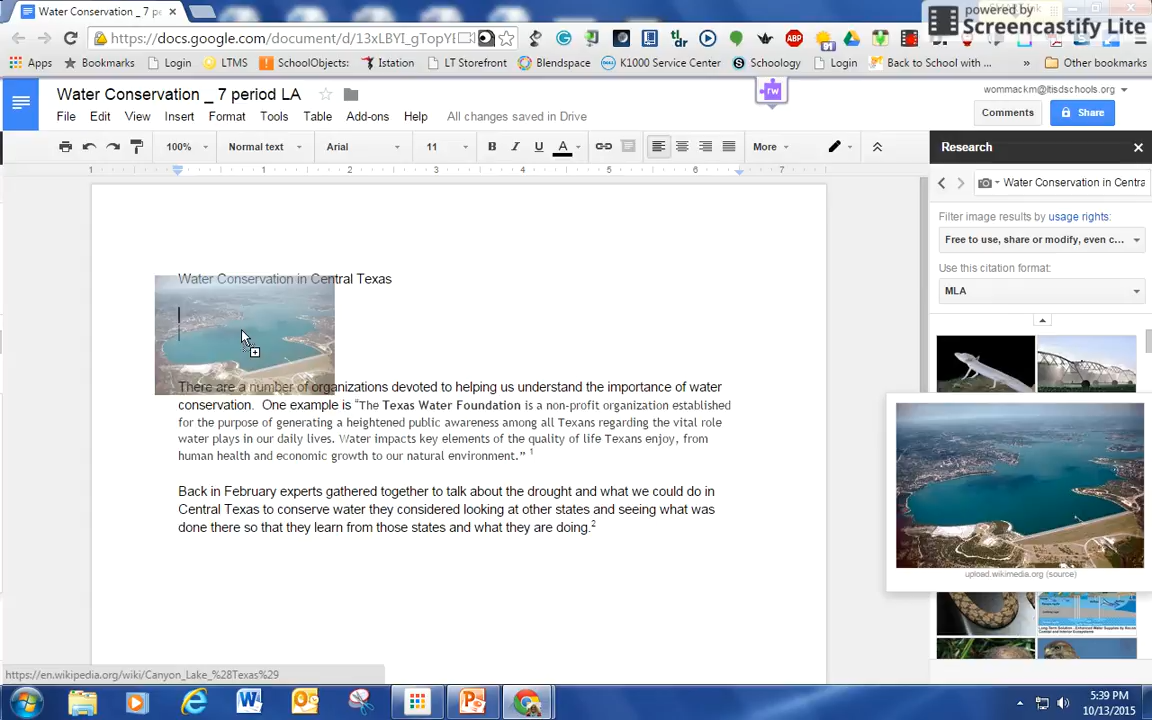 Water Conservation _ 7 pe
powered by
Screencastify Lite
https://docs.google.com/document/d/13xLBYI_gTopYE
Apps
Bookmarks
Login
LTMS
SchoolObjects:
Istation
LT Storefront
Blendspace
K1000 Service Center
Schoology
Login
Back to School with ...
»
Other bookmarks
Water Conservation _ 7 period LA
wommackm@ltisdschools.org
File
Edit
View
Insert
Format
Tools
Table
Add-ons
Help
All changes saved in Drive
Comments
Share
rw
100%
Normal text
Arial
11
B
I
U
A
More
Research
1
1
2
3
4
5
6
7
Water Conservation in Centra
Filter image results by usage rights:
Free to use, share or modify, even c...
Use this citation format:
MLA
Water Conservation in Central Texas
There are a number of organizations devoted to helping us understand the importance of water
conservation.  One example is “The Texas Water Foundation is a non-profit organization established
for the purpose of generating a heightened public awareness among all Texans regarding the vital role
water plays in our daily lives. Water impacts key elements of the quality of life Texans enjoy, from
human health and economic growth to our natural environment.” 1
Back in February experts gathered together to talk about the drought and what we could do in
Central Texas to conserve water they considered looking at other states and seeing what was
done there so that they learn from those states and what they are doing.2
upload.wikimedia.org (source)
https://en.wikipedia.org/wiki/Canyon_Lake_%28Texas%29
5:39 PM
10/13/2015